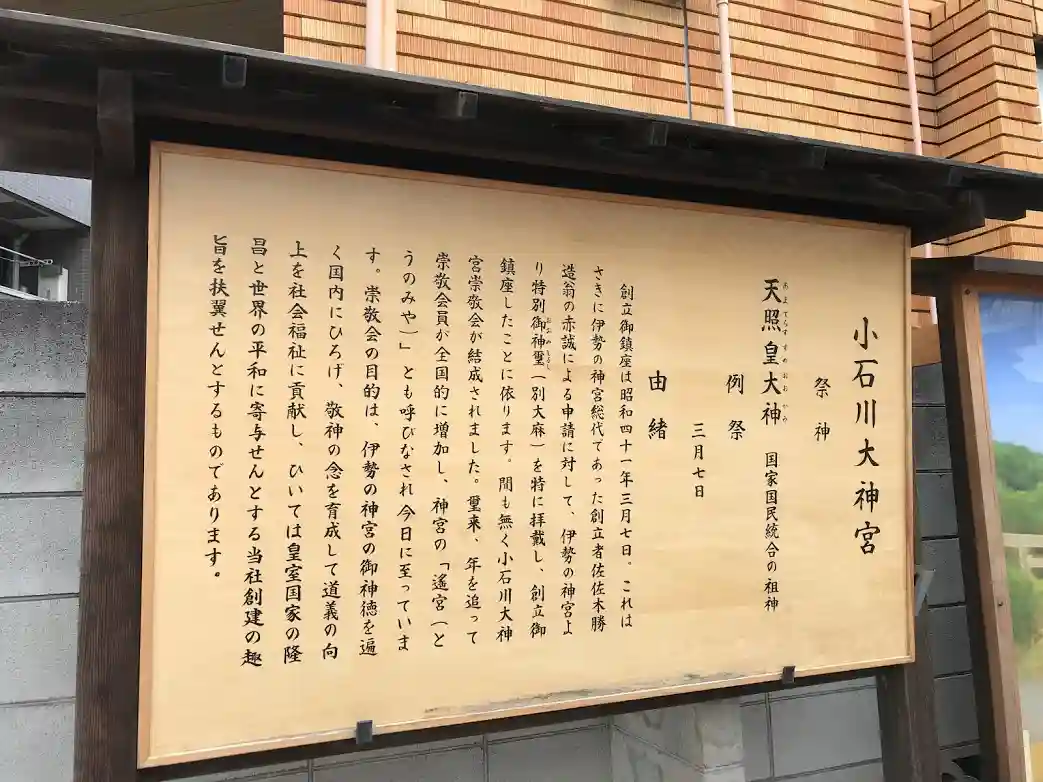 小石川大神宮
祭神
天照皇大神 国家国民統合の祖神
あまてらすすめおおかみ
例祭
三月七日
由緒
創立御鎮座は昭和四十一年三月七日。これは
さきに伊勢の神宮総代であった創立者佐佐木勝
造翁の赤誠による申請に対して、伊勢の神宮よ
り特別御神璽(別大麻)を特に拝戴し、創立御
鎮座したことに依ります。間も無く小石川大神
宮崇敬会が結成されました。璽来、年を追って
崇敬会員が全国的に増加し、神宮の「遙宮(と
うのみや)」とも呼びなされ今日に至っていま
す。崇敬会の目的は、伊勢の神宮の御神徳を遍
く国内にひろげ、敬神の念を育成して道義の向
上を社会福祉に貢献し、ひいては皇室国家の隆
昌と世界の平和に寄与せんとする当社創建の趣
旨を扶翼せんとするものであります。